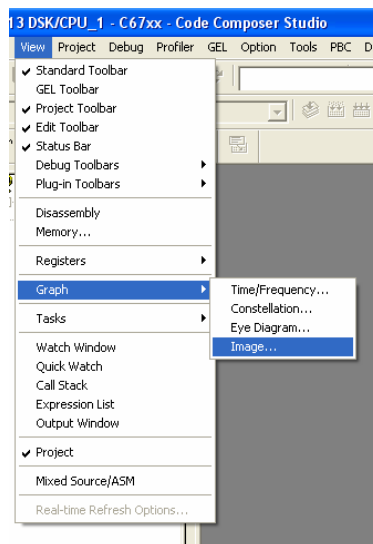 13 DSK/CPU_1 - C67xx - Code Composer Studio
View Project Debug Profiler GEL Option Tools PBC D
Standard Toolbar
GEL Toolbar
Project Toolbar
Edit Toolbar
Status Bar
Debug Toolbars
Plug-in Toolbars
Disassembly
Memory...
Registers
Graph
Time/Frequency...
Constellation...
Eye Diagram...
Image...
Tasks
Watch Window
Quick Watch
Call Stack
Expression List
Output Window
Project
Mixed Source/ASM
Real-time Refresh Options...